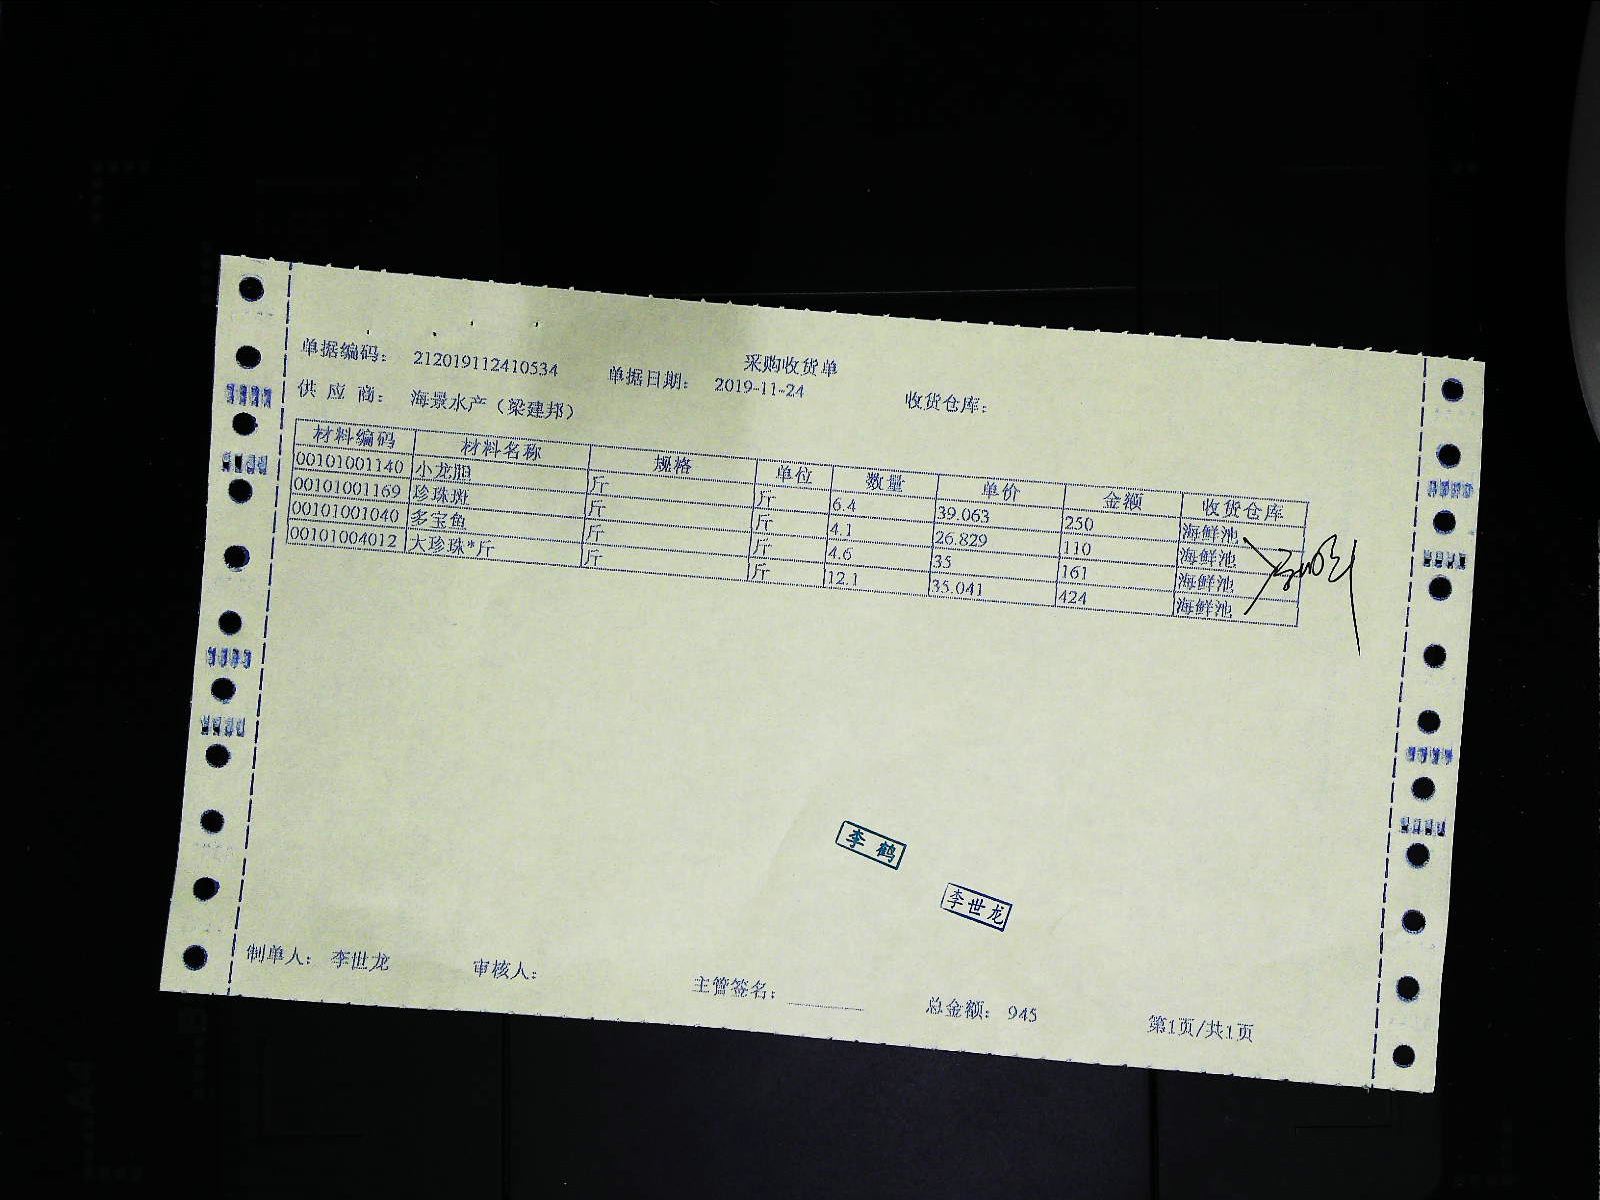 采购收货单
单据编码： 212019112410534 单据日期： 2019-11-24 收货仓库：
供 应 商： 海景水产（梁建邦）
材料编码 材料名称 规格 单位 数量 单价 金额 收货仓库
00101001140 小龙胆 斤 斤 6.4 39.063 250 海鲜池
00101001169 珍珠斑 斤 斤 4.1 26.829 110 海鲜池
00101001040 多宝鱼 斤 斤 4.6 35 161 海鲜池
00101004012 大珍珠*斤 斤 斤 12.1 35.041 424 海鲜池
李鹤
李世龙
制单人： 李世龙 审核人： 主管签名： 总金额： 945 第1页/共1页